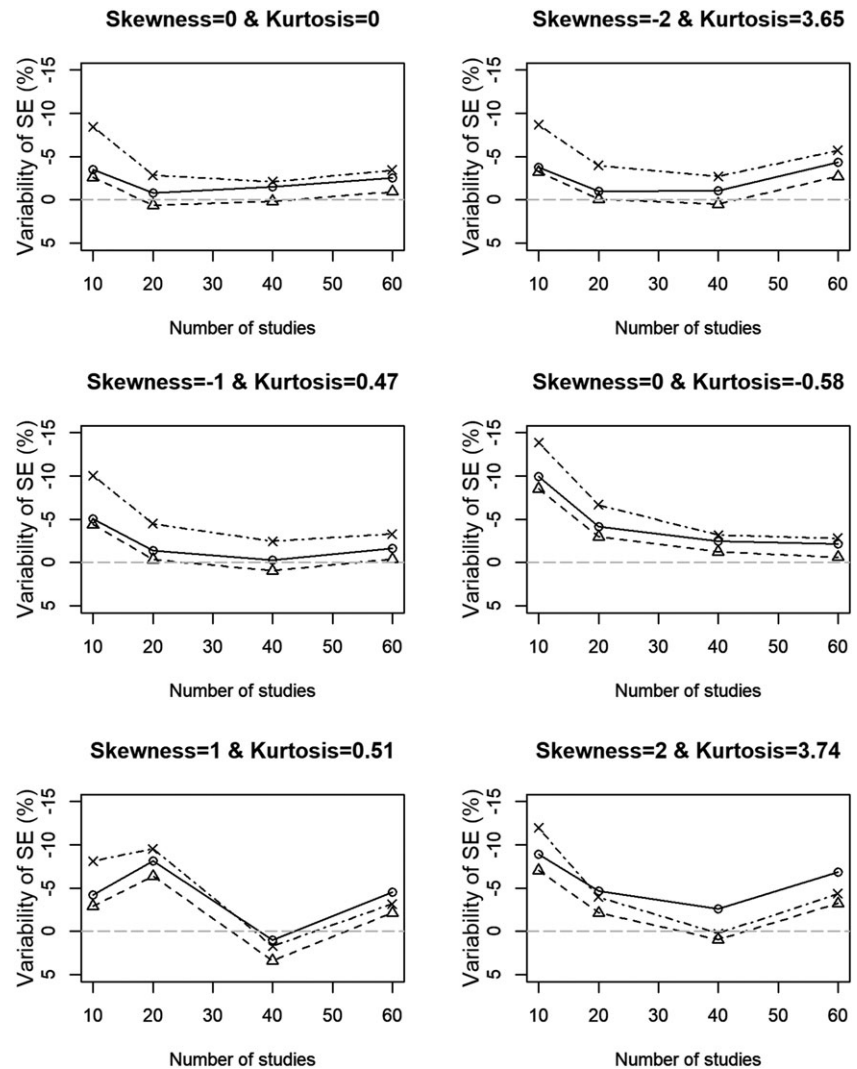 Skewness=0 & Kurtosis=0
Variability of SE (%)
-15
-10
-5
0
5
10 20 30 40 50 60
Number of studies
Skewness=-2 & Kurtosis=3.65
Variability of SE (%)
-15
-10
-5
0
5
10 20 30 40 50 60
Number of studies
Skewness=-1 & Kurtosis=0.47
Variability of SE (%)
-15
-10
-5
0
5
10 20 30 40 50 60
Number of studies
Skewness=0 & Kurtosis=-0.58
Variability of SE (%)
-15
-10
-5
0
5
10 20 30 40 50 60
Number of studies
Skewness=1 & Kurtosis=0.51
Variability of SE (%)
-15
-10
-5
0
5
10 20 30 40 50 60
Number of studies
Skewness=2 & Kurtosis=3.74
Variability of SE (%)
-15
-10
-5
0
5
10 20 30 40 50 60
Number of studies